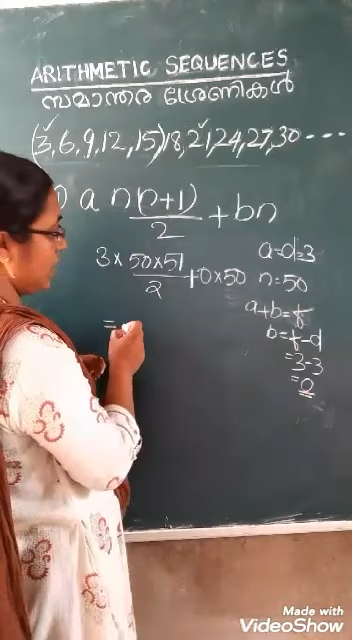 ARITHMETIC SEQUENCES
സമാന്തര ശ്രേണികൾ
(3, 6, 9, 12, 15) 18, 21, 24, 27, 30 ...
a n(n+1)/2 + bn
3 × 50×51/2 + 0×50
a = d = 3
n = 50
a + b = f
b = f - d
= 3 - 3
= 0
=
Made with
VideoShow